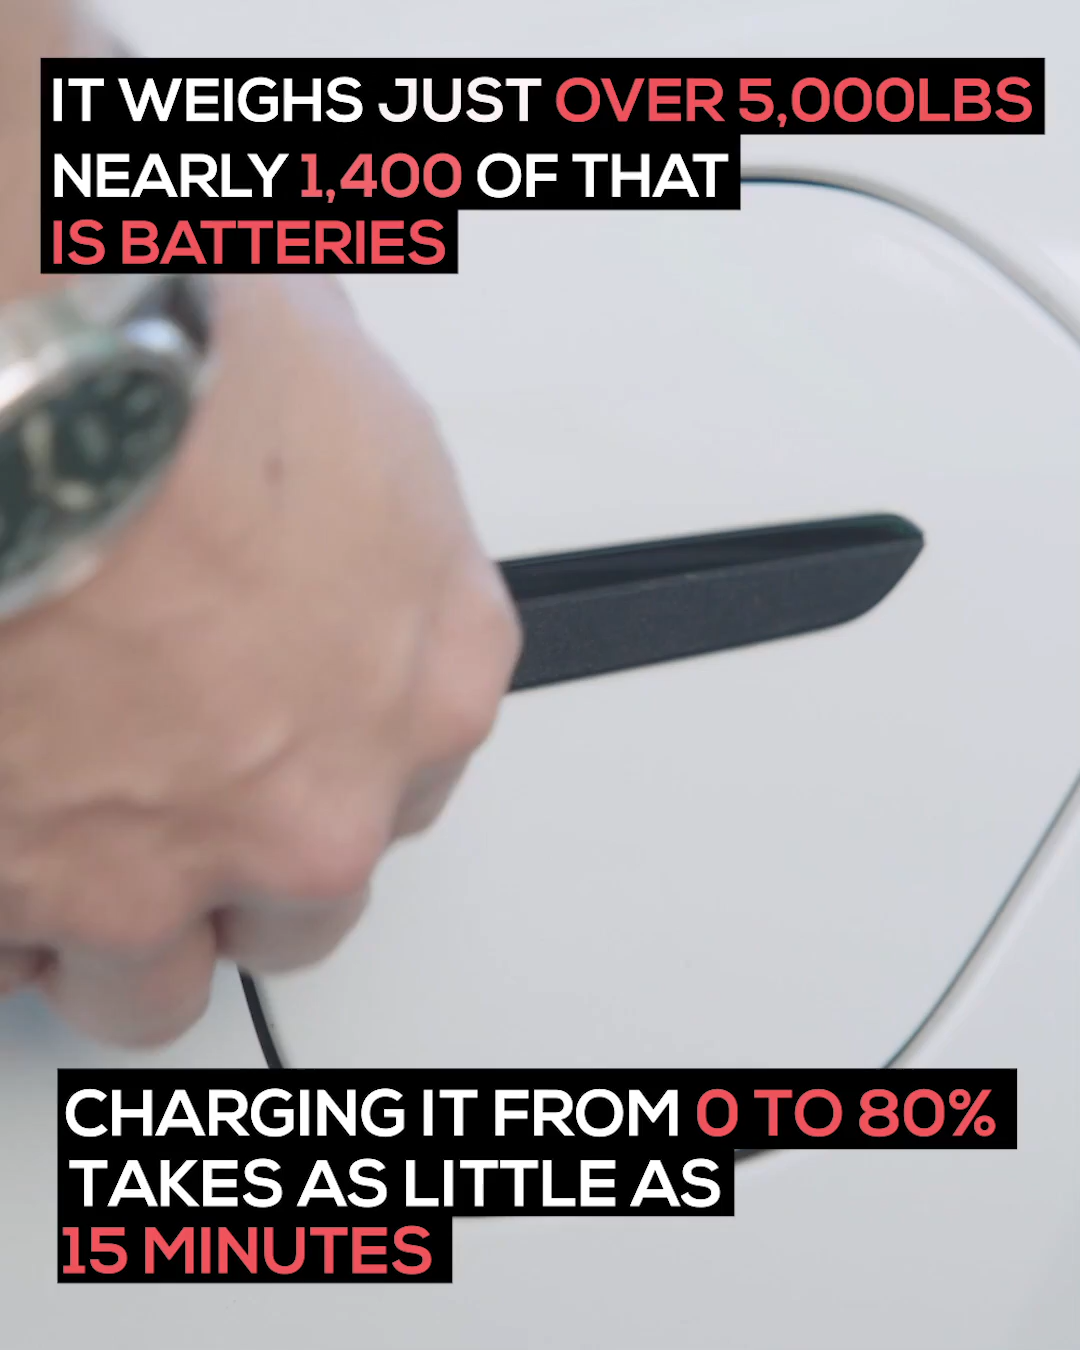 IT WEIGHS JUST OVER 5,000LBS
NEARLY 1,400 OF THAT
IS BATTERIES
CHARGING IT FROM 0 TO 80%
TAKES AS LITTLE AS
15 MINUTES